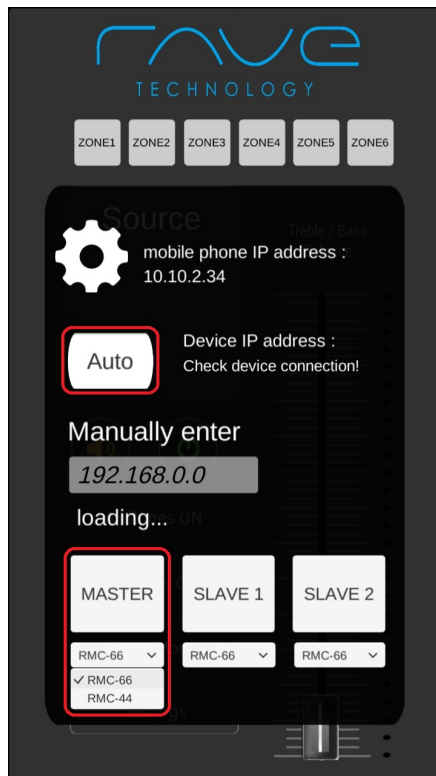 rave
TECHNOLOGY
ZONE1 ZONE2 ZONE3 ZONE4 ZONE5 ZONE6
Source
Treble / Bass
mobile phone IP address :
10.10.2.34
Auto
Device IP address :
Check device connection!
Manually enter
192.168.0.0
loading...
ON
MASTER SLAVE 1 SLAVE 2
RMC-66 RMC-66 RMC-66
RMC-66
RMC-44